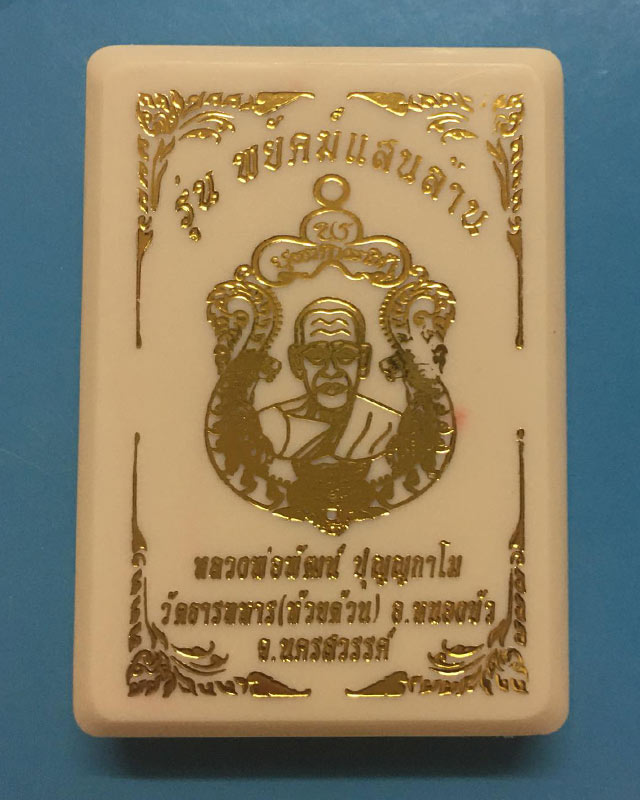 รุ่น พยัคฆ์แสนล้าน
หลวงพ่อพัฒน์ ปุญญกาโม
วัดธารทหาร(ห้วยด้วน) อ.หนองบัว
จ.นครสวรรค์